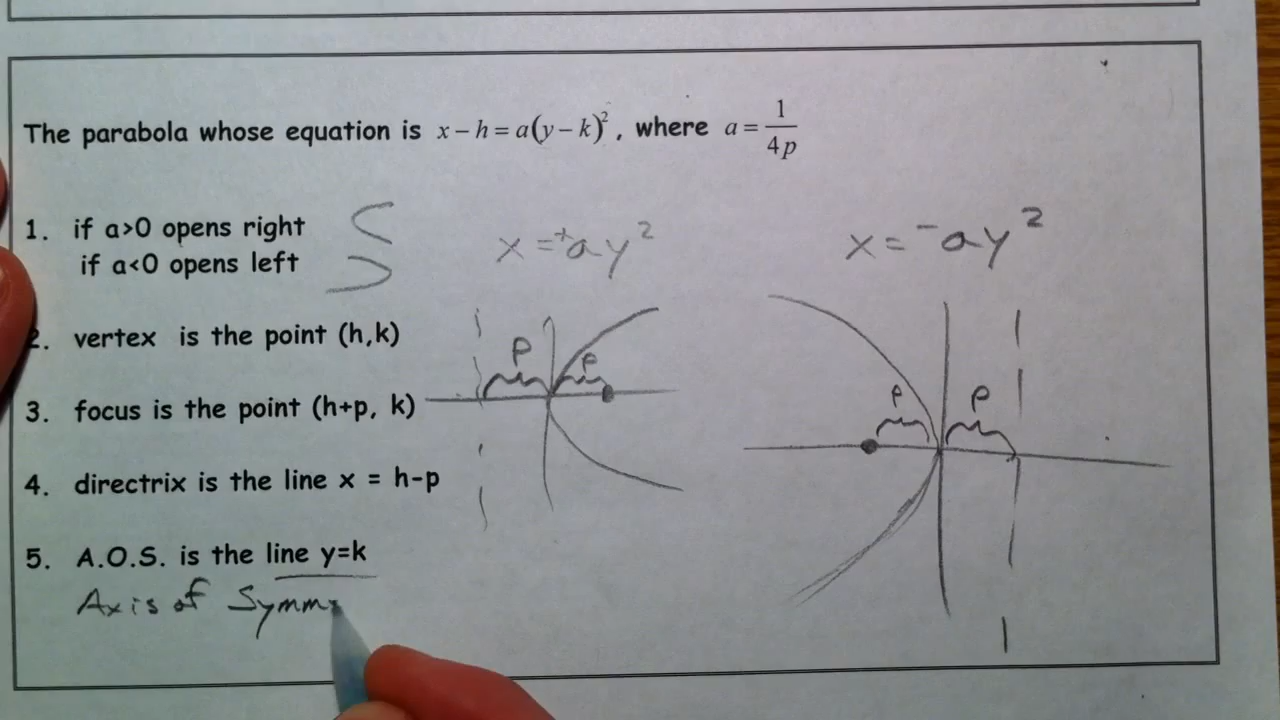 The parabola whose equation is x - h = a(y - k)², where a = 1/4p
1. if a>0 opens right
if a<0 opens left
x = ⁺ay²
x = ⁻ay²
2. vertex is the point (h,k)
P P
P P
3. focus is the point (h+p, k)
4. directrix is the line x = h-p
5. A.O.S. is the line y=k
Axis of Symm